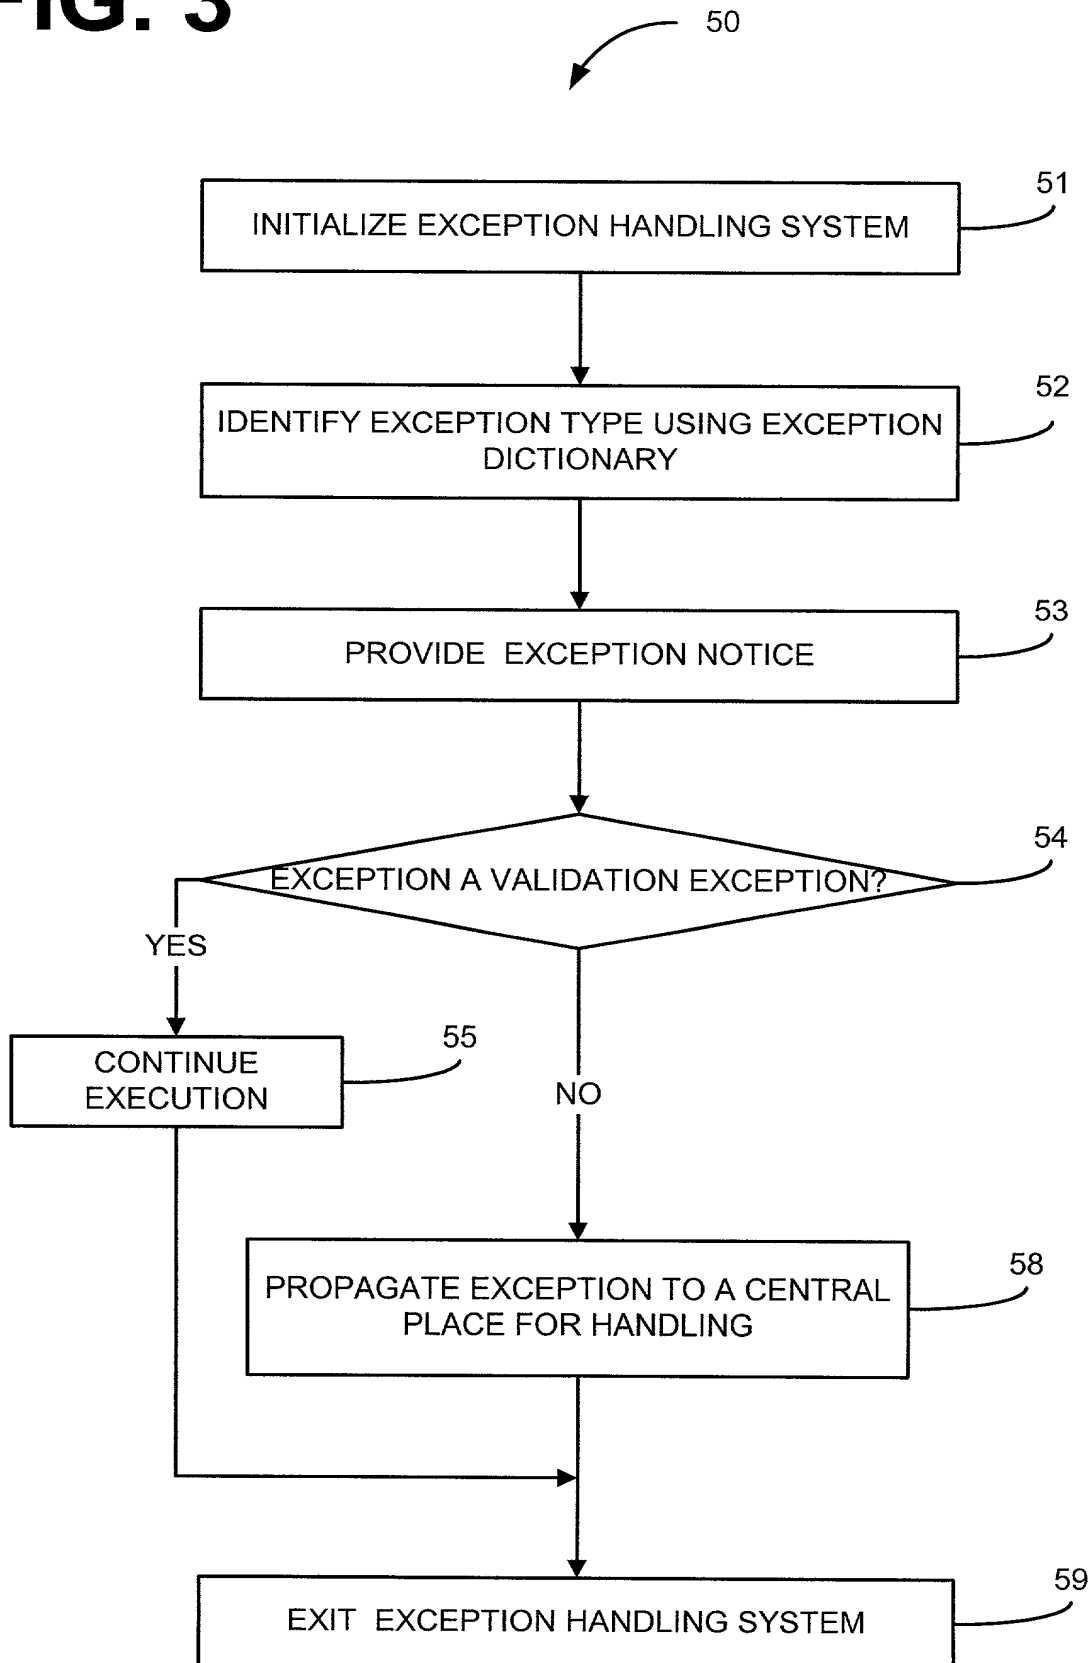 FIG. 3
50
INITIALIZE EXCEPTION HANDLING SYSTEM
51
IDENTIFY EXCEPTION TYPE USING EXCEPTION
DICTIONARY
52
PROVIDE EXCEPTION NOTICE
53
EXCEPTION A VALIDATION EXCEPTION?
54
YES
CONTINUE
EXECUTION
55
NO
PROPAGATE EXCEPTION TO A CENTRAL
PLACE FOR HANDLING
58
EXIT EXCEPTION HANDLING SYSTEM
59